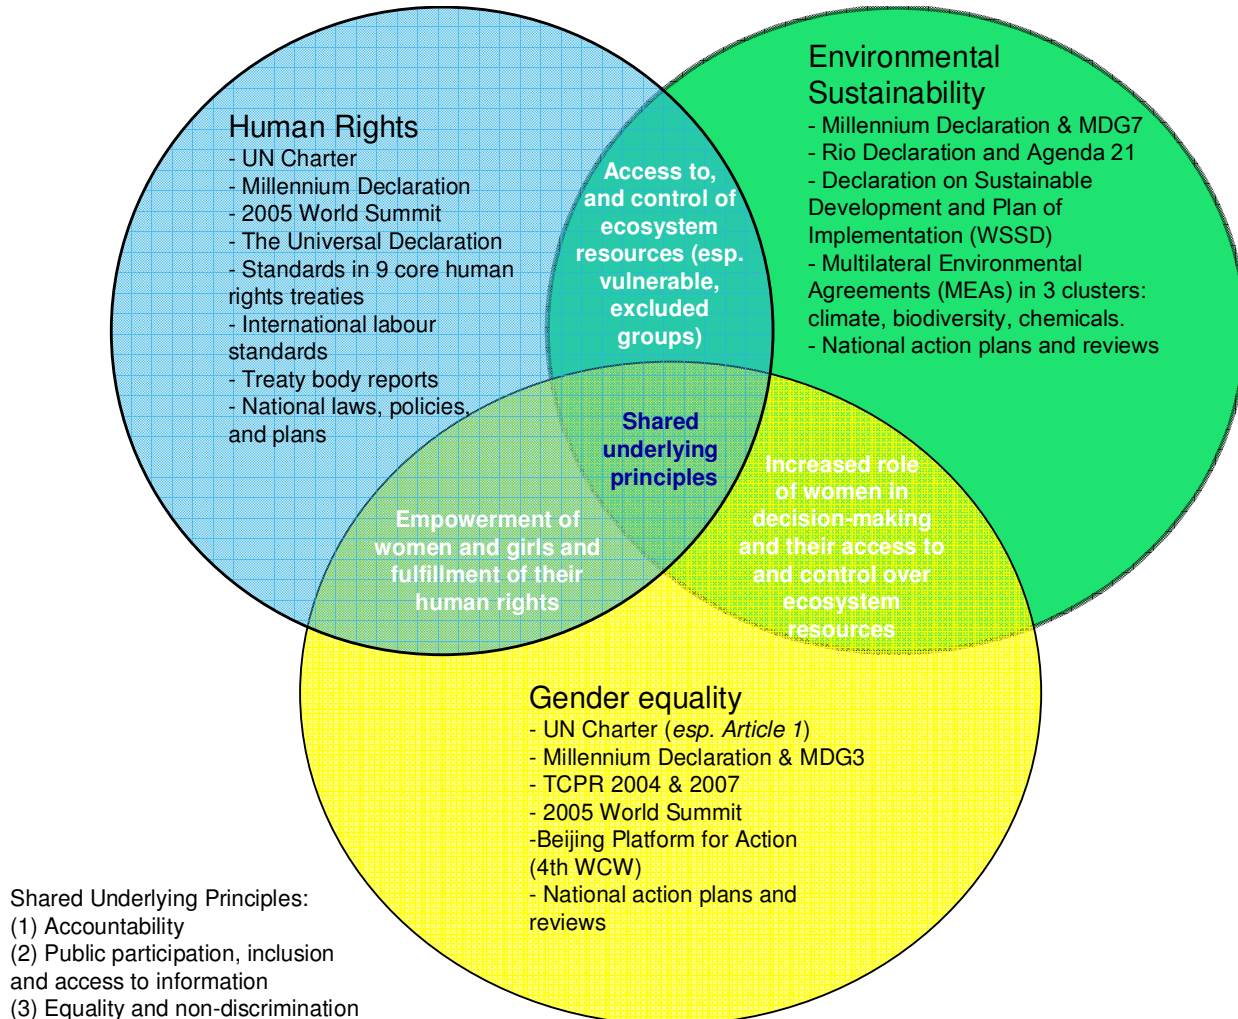 Human Rights
- UN Charter
- Millennium Declaration
- 2005 World Summit
- The Universal Declaration
- Standards in 9 core human
rights treaties
- International labour
standards
- Treaty body reports
- National laws, policies,
and plans
Access to,
and control of
ecosystem
resources (esp.
vulnerable,
excluded
groups)
Environmental
Sustainability
- Millennium Declaration & MDG7
- Rio Declaration and Agenda 21
- Declaration on Sustainable
Development and Plan of
Implementation (WSSD)
- Multilateral Environmental
Agreements (MEAs) in 3 clusters:
climate, biodiversity, chemicals.
- National action plans and reviews
Shared
underlying
principles
Empowerment of
women and girls and
fulfillment of their
human rights
Increased role
of women in
decision-making
and their access to
and control over
ecosystem
resources
Gender equality
- UN Charter (esp. Article 1)
- Millennium Declaration & MDG3
- TCPR 2004 & 2007
- 2005 World Summit
-Beijing Platform for Action
(4th WCW)
- National action plans and
reviews
Shared Underlying Principles:
(1) Accountability
(2) Public participation, inclusion
and access to information
(3) Equality and non-discrimination